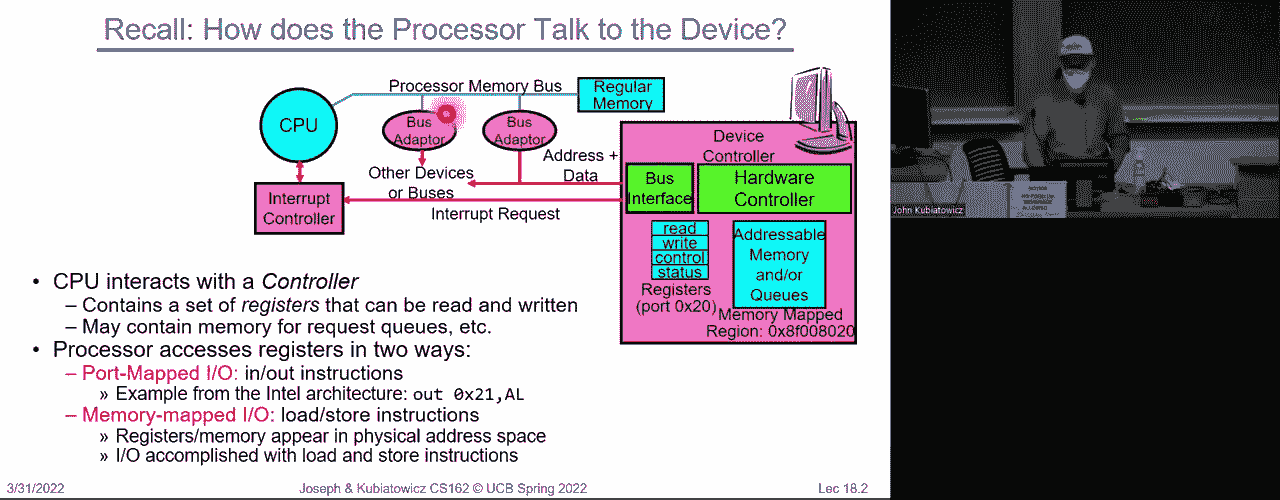 Recall: How does the Processor Talk to the Device?
Processor Memory Bus
Regular
Memory
CPU
Bus
Adaptor
Bus
Adaptor
Address +
Data
Other Devices
or Buses
Interrupt
Controller
Interrupt Request
Device
Controller
Bus
Interface
Hardware
Controller
read
write
control
status
Registers
(port 0x20)
Addressable
Memory
and/or
Queues
Memory Mapped
Region: 0x8f008020
• CPU interacts with a Controller
– Contains a set of registers that can be read and written
– May contain memory for request queues, etc.
• Processor accesses registers in two ways:
– Port-Mapped I/O: in/out instructions
» Example from the Intel architecture: out 0x21,AL
– Memory-mapped I/O: load/store instructions
» Registers/memory appear in physical address space
» I/O accomplished with load and store instructions
3/31/2022
Joseph & Kubiatowicz CS162 © UCB Spring 2022
Lec 18.2
John Kubiatowicz